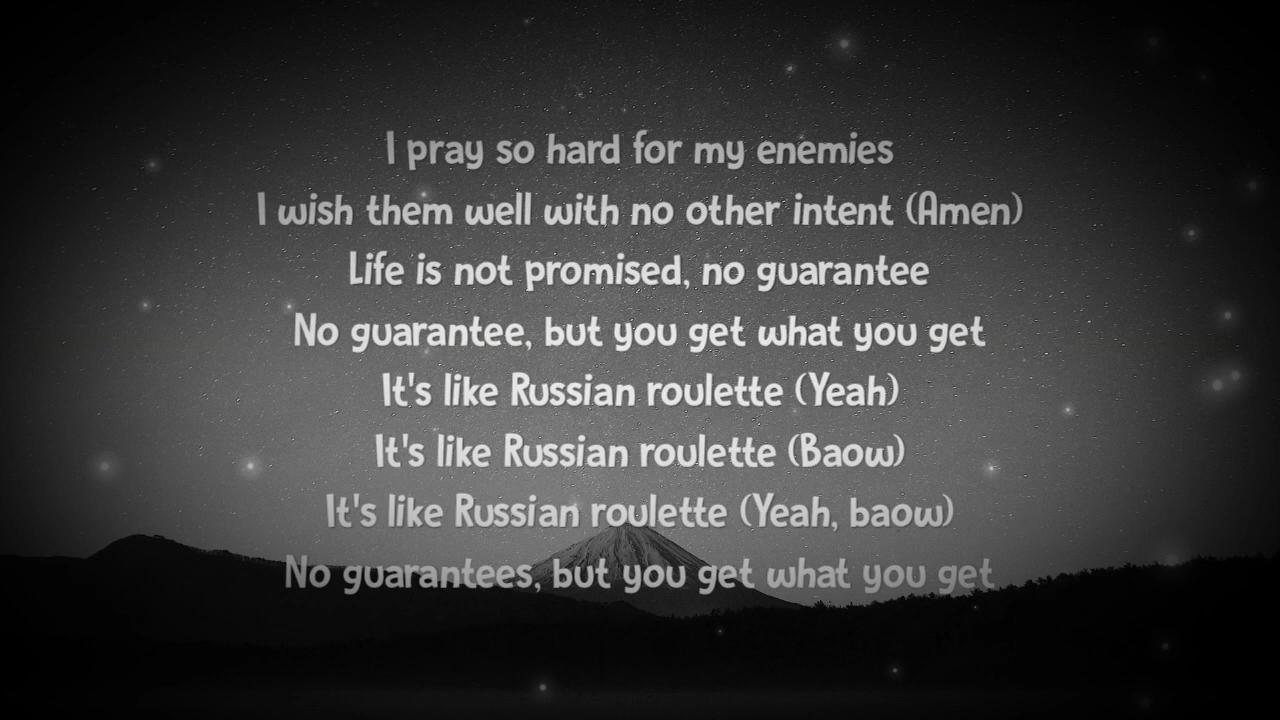 I pray so hard for my enemies
I wish them well with no other intent (Amen)
Life is not promised, no guarantee
No guarantee, but you get what you get
It's like Russian roulette (Yeah)
It's like Russian roulette (Baow)
It's like Russian roulette (Yeah, baow)
No guarantees, but you get what you get